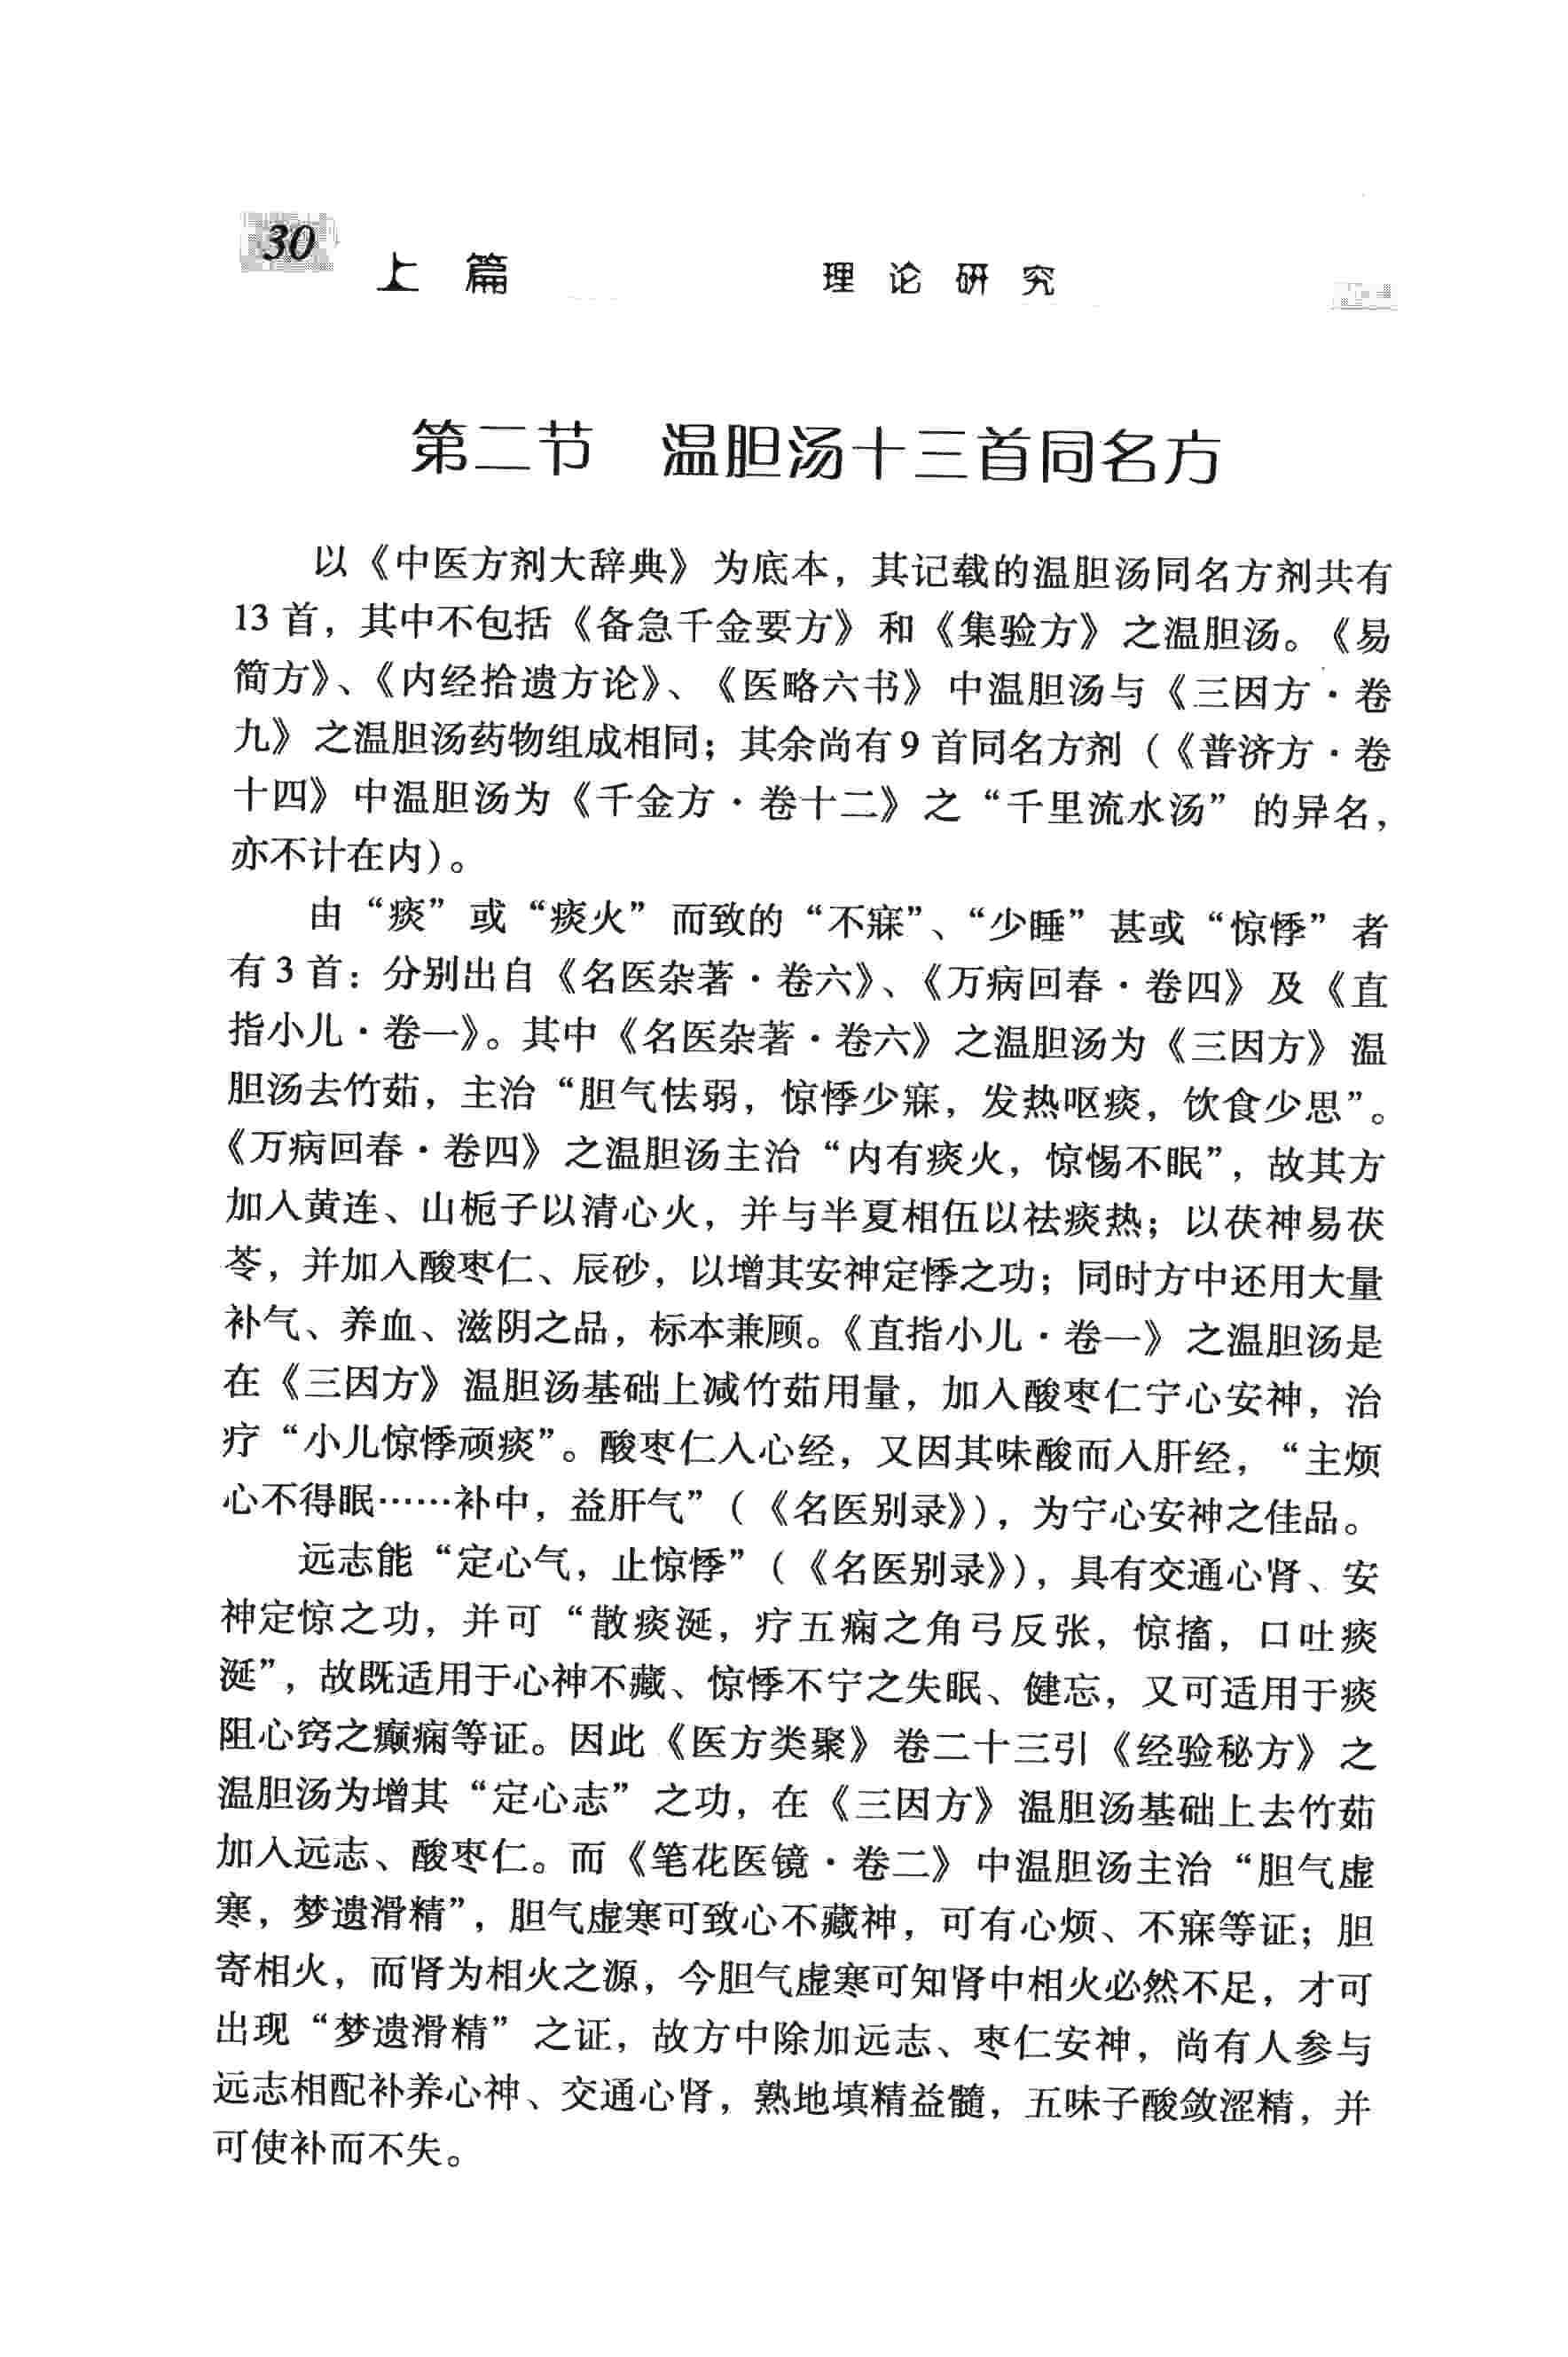 30
上 篇
理 论 研 究
第二节 温胆汤十三首同名方
以《中医方剂大辞典》为底本，其记载的温胆汤同名方剂共有
13 首，其中不包括《备急千金要方》和《集验方》之温胆汤。《易
简方》、《内经拾遗方论》、《医略六书》中温胆汤与《三因方·卷
九》之温胆汤药物组成相同；其余尚有9 首同名方剂（《普济方·卷
十四》中温胆汤为《千金方·卷十二》之“千里流水汤”的异名，
亦不计在内）。
由“痰”或“痰火”而致的“不寐”、“少睡”甚或“惊悸”者
有 3 首：分别出自《名医杂著·卷六》、《万病回春·卷四》及《直
指小儿·卷一》。其中《名医杂著·卷六》之温胆汤为《三因方》温
胆汤去竹茹，主治“胆气怯弱，惊悸少寐，发热呕痰，饮食少思”。
《万病回春·卷四》之温胆汤主治“内有痰火，惊惕不眠”，故其方
加入黄连、山栀子以清心火，并与半夏相伍以祛痰热；以茯神易茯
苓，并加入酸枣仁、辰砂，以增其安神定悸之功；同时方中还用大量
补气、养血、滋阴之品，标本兼顾。《直指小儿·卷一》之温胆汤是
在《三因方》温胆汤基础上减竹茹用量，加入酸枣仁宁心安神，治
疗“小儿惊悸顽痰”。酸枣仁入心经，又因其味酸而入肝经，“主烦
心不得眠……补中，益肝气”（《名医别录》），为宁心安神之佳品。
远志能“定心气，止惊悸”（《名医别录》），具有交通心肾、安
神定惊之功，并可“散痰涎，疗五痫之角弓反张，惊搐，口吐痰
涎”，故既适用于心神不藏、惊悸不宁之失眠、健忘，又可适用于痰
阻心窍之癫痫等证。因此《医方类聚》卷二十三引《经验秘方》之
温胆汤为增其“定心志”之功，在《三因方》温胆汤基础上去竹茹
加入远志、酸枣仁。而《笔花医镜·卷二》中温胆汤主治“胆气虚
寒，梦遗滑精”，胆气虚寒可致心不藏神，可有心烦、不寐等证；胆
寄相火，而肾为相火之源，今胆气虚寒可知肾中相火必然不足，才可
出现“梦遗滑精”之证，故方中除加远志、枣仁安神，尚有人参与
远志相配补养心神、交通心肾，熟地填精益髓，五味子酸敛涩精，并
可使补而不失。